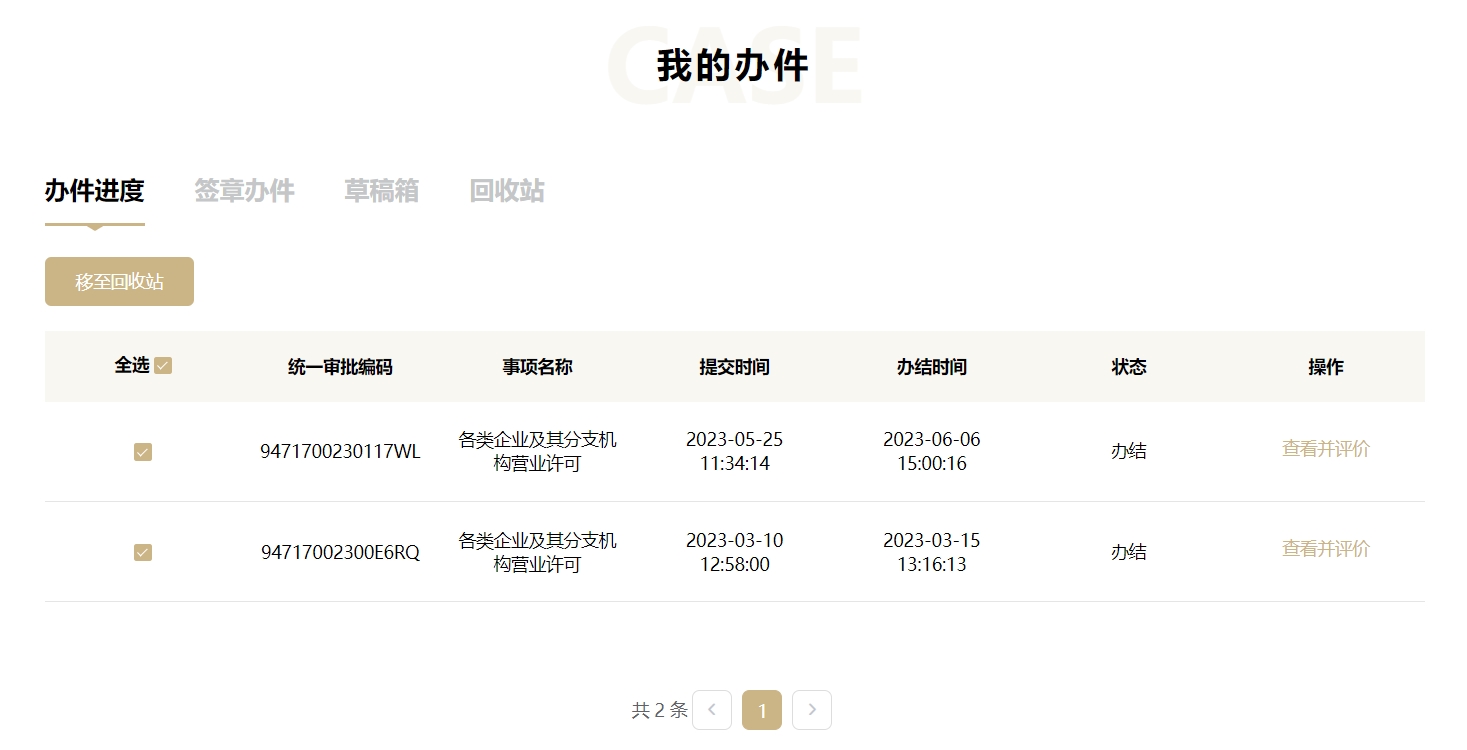 CASE
我的办件
办件进度 签章办件 草稿箱 回收站
移至回收站
全选 统一审批编码 事项名称 提交时间 办结时间 状态 操作
9471700230117WL 各类企业及其分支机构营业许可 2023-05-25 11:34:14 2023-06-06 15:00:16 办结 查看并评价
94717002300E6RQ 各类企业及其分支机构营业许可 2023-03-10 12:58:00 2023-03-15 13:16:13 办结 查看并评价
共 2 条 1